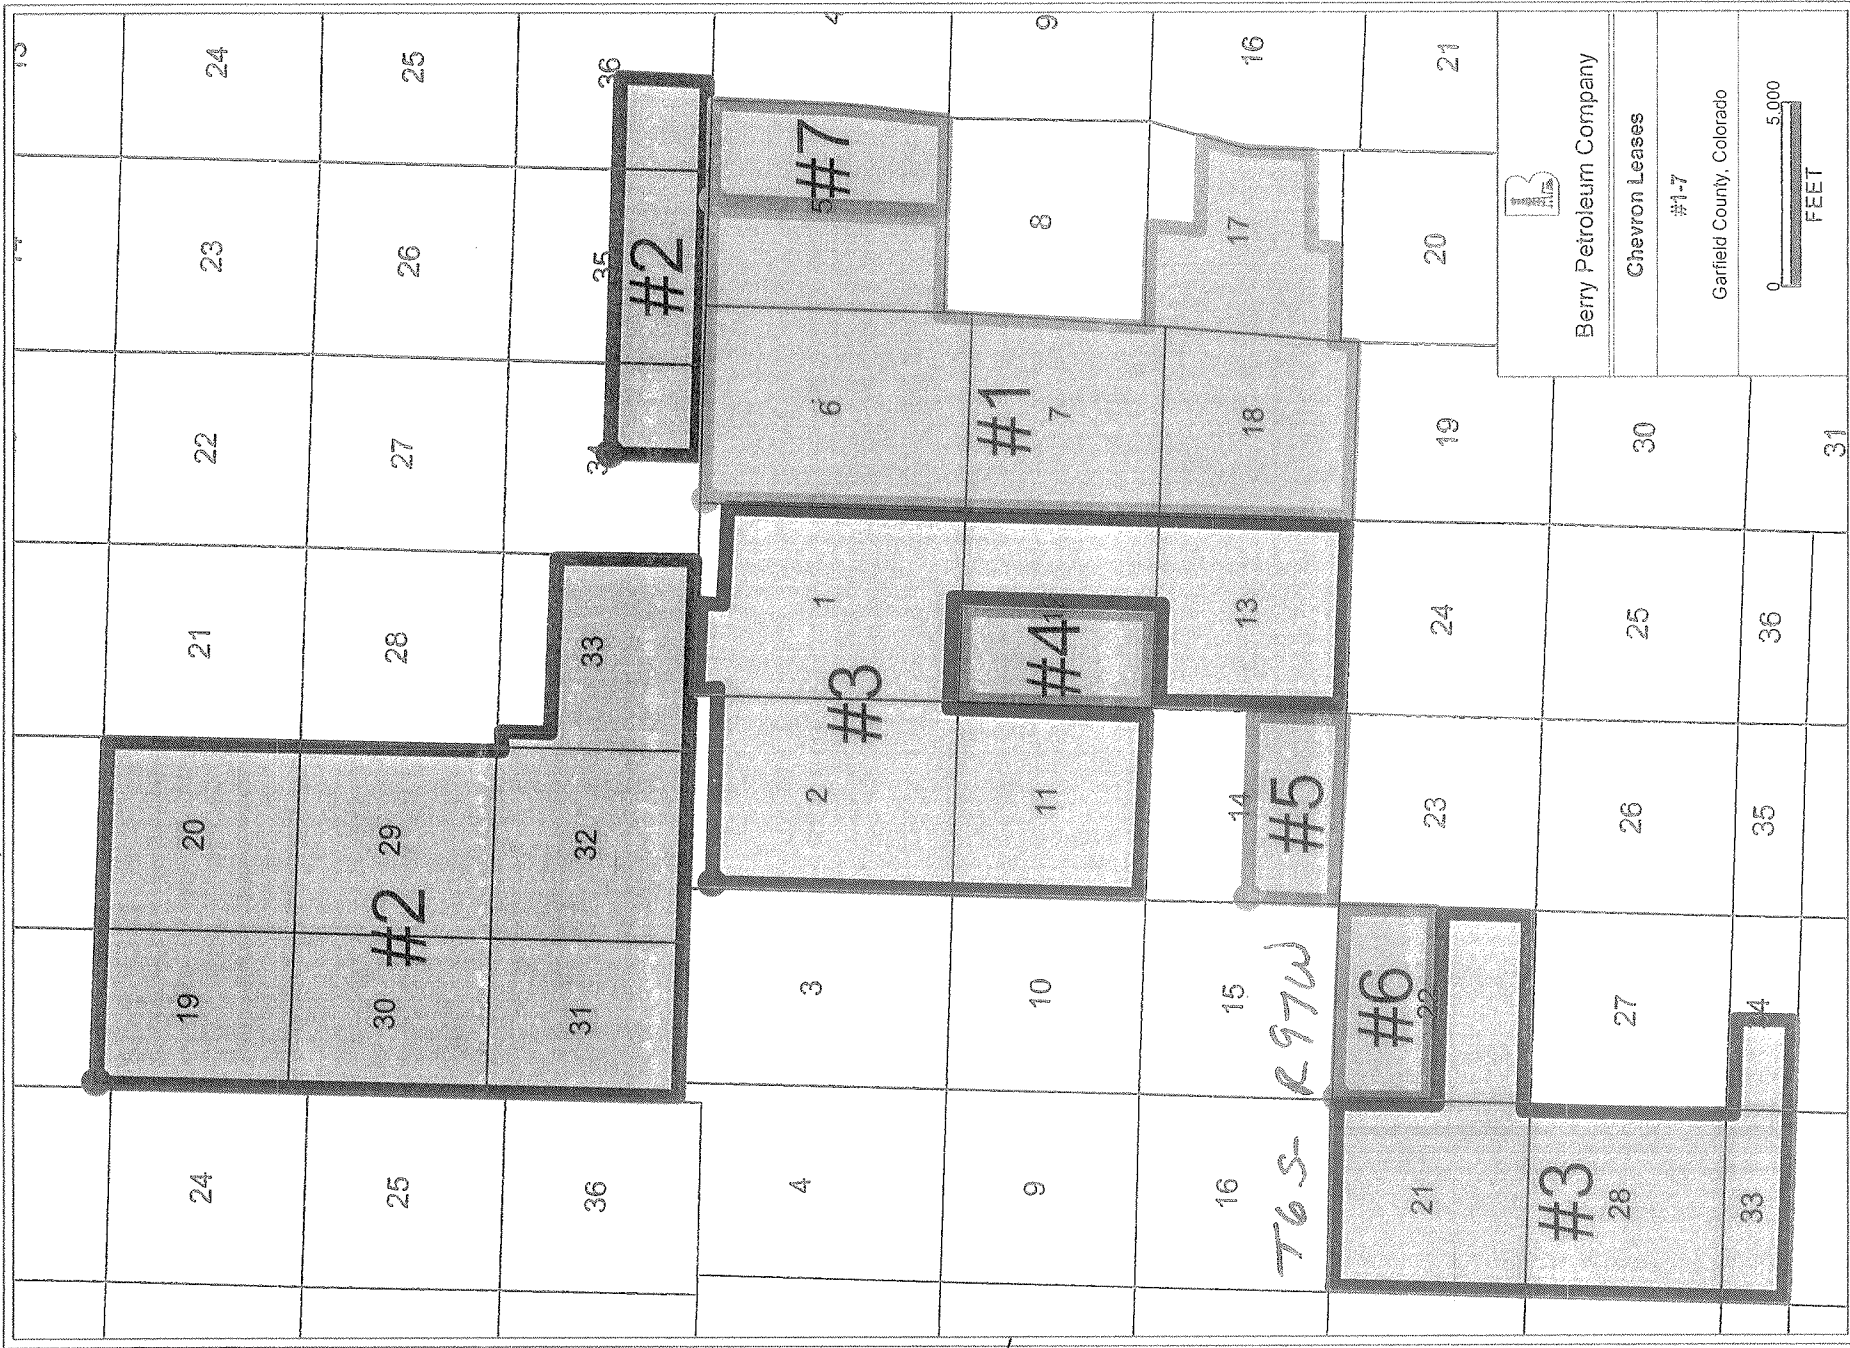 24 19 20 21 22 23 24
25 30 29 28 27 26 25
#2
36 31 32 33 34 35 36
#2
4 3 2 1 6 5 4
#3 #7
9 10 11 7 8 9
#4 #1
16 15 14 13 18 17 16
T6S R97W
#5
21 22 23 24 19 20 21
#6
28 27 26 25 30
#3
33 34 35 36 31
B
Berry Petroleum Company
Chevron Leases
#1-7
Garfield County, Colorado
0 5,000
FEET